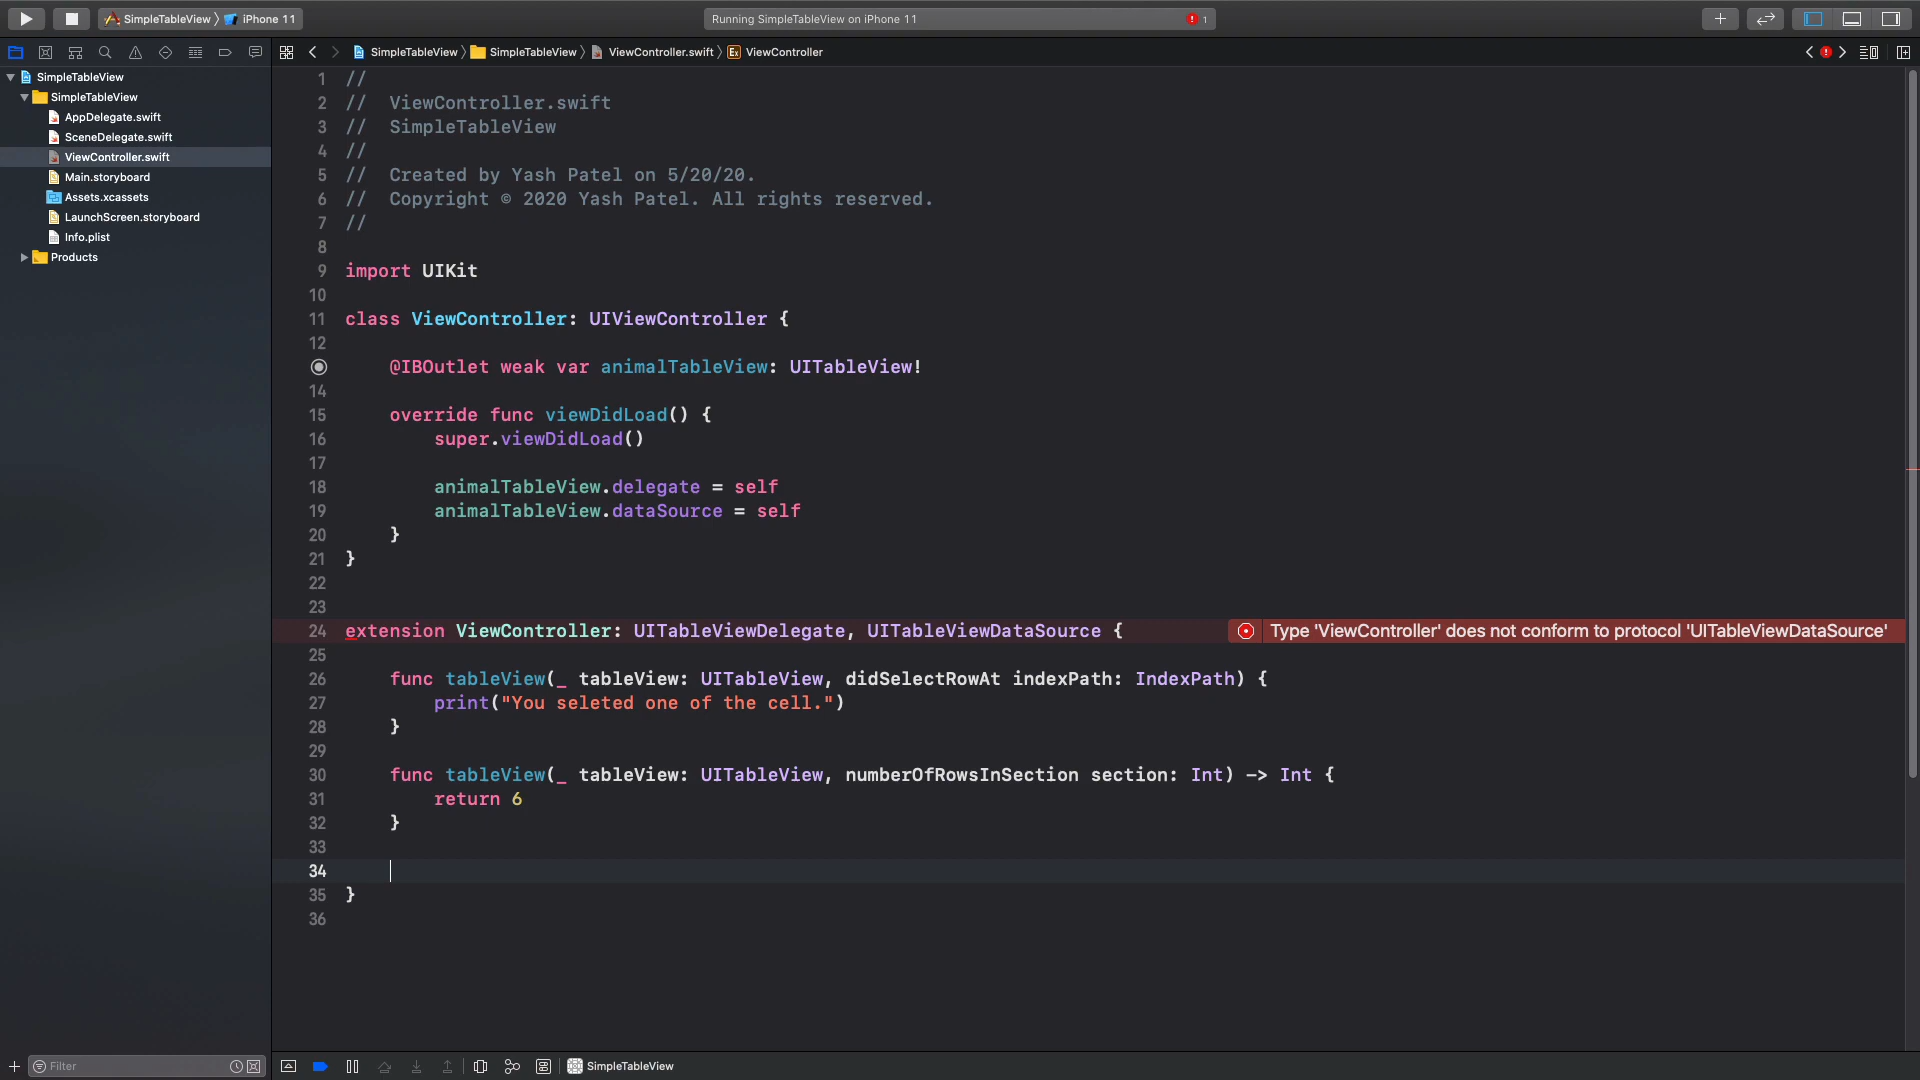 SimpleTableView 〉 iPhone 11
Running SimpleTableView on iPhone 11
1
SimpleTableView 〉 SimpleTableView 〉 ViewController.swift 〉 Ex ViewController
SimpleTableView
SimpleTableView
AppDelegate.swift
SceneDelegate.swift
ViewController.swift
Main.storyboard
Assets.xcassets
LaunchScreen.storyboard
Info.plist
Products
1 //
2 //  ViewController.swift
3 //  SimpleTableView
4 //
5 //  Created by Yash Patel on 5/20/20.
6 //  Copyright © 2020 Yash Patel. All rights reserved.
7 //
8
9 import UIKit
10
11 class ViewController: UIViewController {
12
@IBOutlet weak var animalTableView: UITableView!
14
15 override func viewDidLoad() {
16 super.viewDidLoad()
17
18 animalTableView.delegate = self
19 animalTableView.dataSource = self
20 }
21 }
22
23
24 extension ViewController: UITableViewDelegate, UITableViewDataSource { Type 'ViewController' does not conform to protocol 'UITableViewDataSource'
25
26 func tableView(_ tableView: UITableView, didSelectRowAt indexPath: IndexPath) {
27 print("You seleted one of the cell.")
28 }
29
30 func tableView(_ tableView: UITableView, numberOfRowsInSection section: Int) -> Int {
31 return 6
32 }
33
34
35 }
36
Filter
SimpleTableView